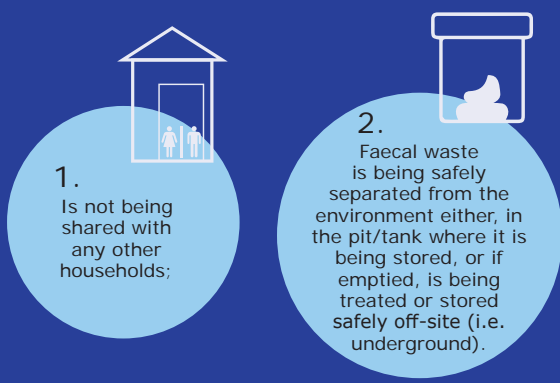 1.
Is not being
shared with
any other
households;
2.
Faecal waste
is being safely
separated from the
environment either, in
the pit/tank where it is
being stored, or if
emptied, is being
treated or stored
safely off-site (i.e.
underground).